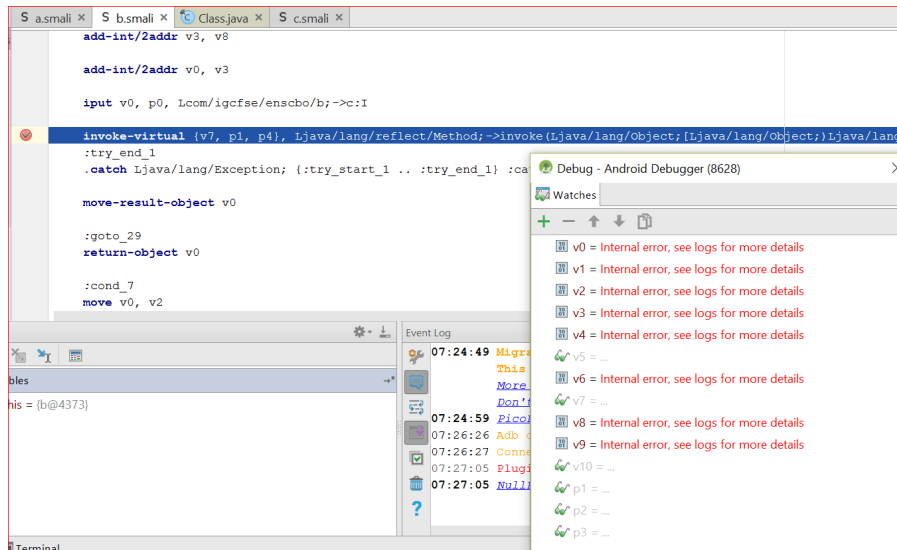 a.smali
b.smali
Class.java
c.smali
add-int/2addr v3, v8
add-int/2addr v0, v3
iput v0, p0, Lcom/igcfse/enscbo/b;->c:I
invoke-virtual {v7, p1, p4}, Ljava/lang/reflect/Method;->invoke(Ljava/lang/Object;[Ljava/lang/Object;)Ljava/lang
:try_end_1
.catch Ljava/lang/Exception; {:try_start_1 .. :try_end_1} :ca
move-result-object v0
:goto_29
return-object v0
:cond_7
move v0, v2
Debug - Android Debugger (8628)
Watches
v0 = Internal error, see logs for more details
v1 = Internal error, see logs for more details
v2 = Internal error, see logs for more details
v3 = Internal error, see logs for more details
v4 = Internal error, see logs for more details
v5 = ...
v6 = Internal error, see logs for more details
v7 = ...
v8 = Internal error, see logs for more details
v9 = Internal error, see logs for more details
v10 = ...
p1 = ...
p2 = ...
p3 = ...
bles
his = {b@4373}
Event Log
07:24:49 Migra
This
More
Don't
07:24:59 Picol
07:26:26 Adb
07:26:27 Conne
07:27:05 Plugi
07:27:05 Null
Terminal